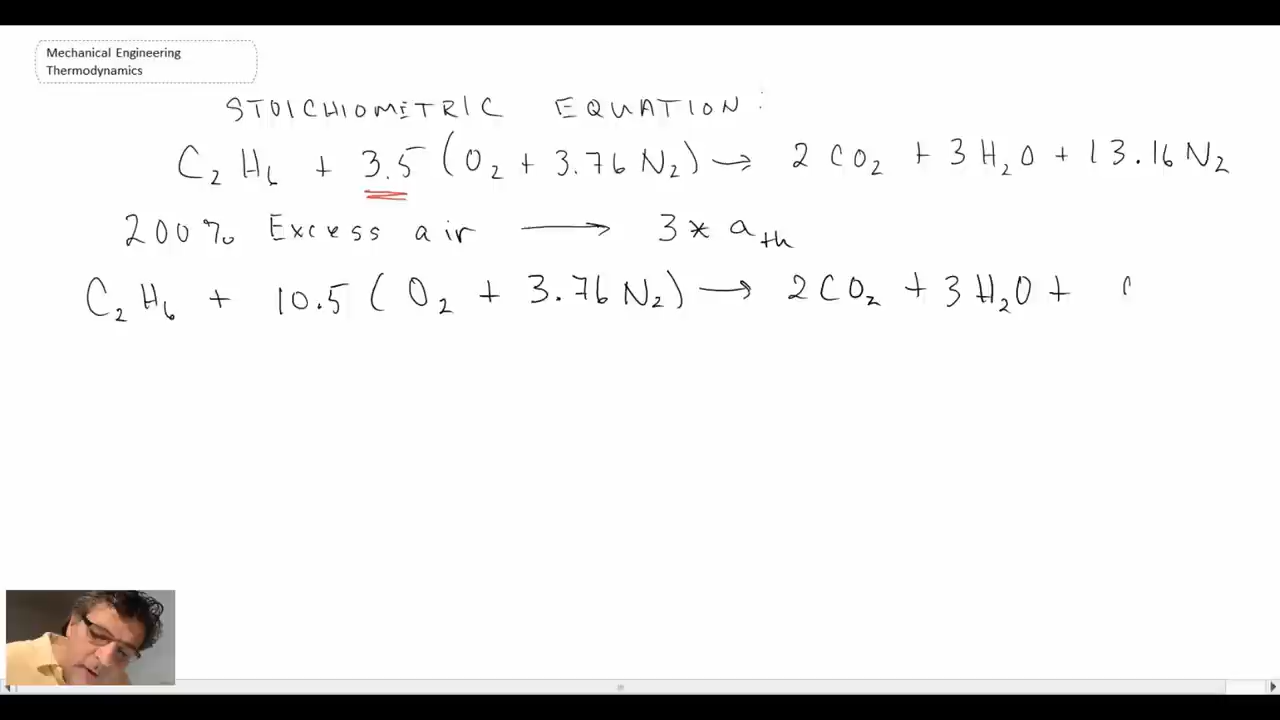 Mechanical Engineering
Thermodynamics
STOICHIOMETRIC EQUATION:
C₂H₆ + 3.5 (O₂ + 3.76 N₂) → 2 CO₂ + 3 H₂O + 13.16 N₂
200% Excess air → 3 * aₜₕ
C₂H₆ + 10.5 (O₂ + 3.76 N₂) → 2 CO₂ + 3 H₂O +